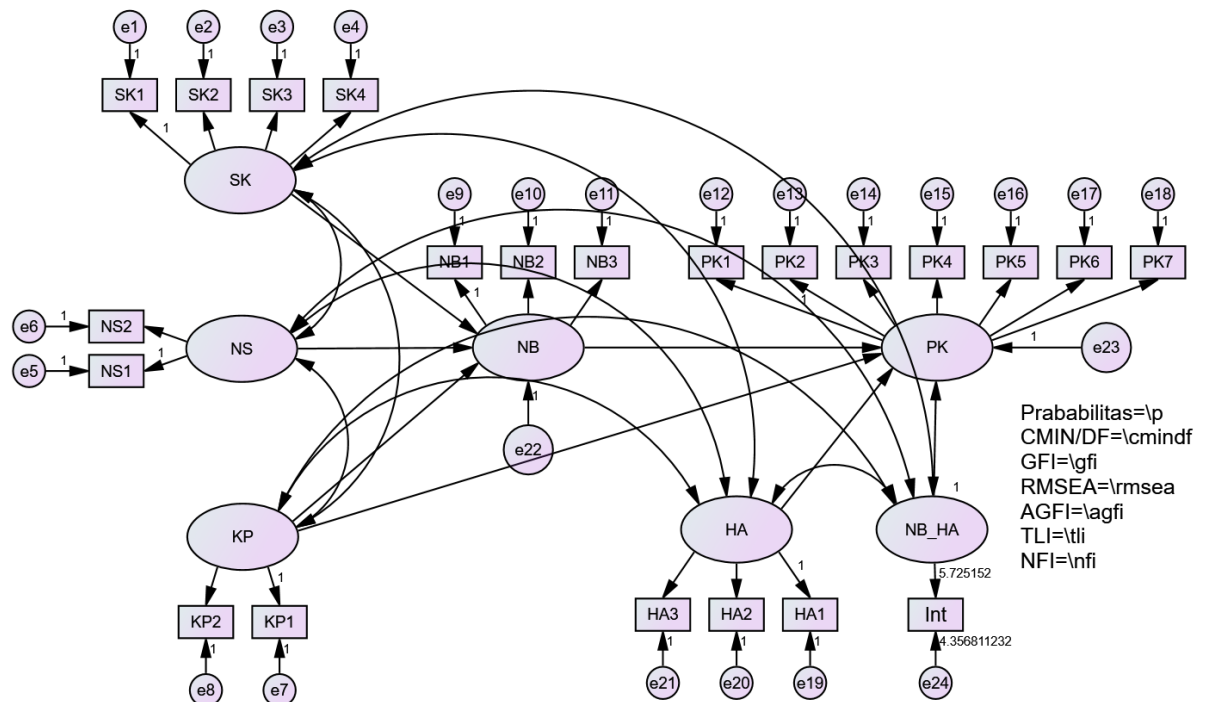 e1 e2 e3 e4
1 1 1 1
SK1 SK2 SK3 SK4
1
SK
e9 e10 e11 e12 e13 e14 e15 e16 e17 e18
1 1 1 1 1 1 1 1 1 1
NB1 NB2 NB3 PK1 PK2 PK3 PK4 PK5 PK6 PK7
1 1
e6 1 NS2
e5 1 NS1 1
NS
NB
PK
1 e23
1
e22
Prababilitas=\p
CMIN/DF=\cmindf
GFI=\gfi
RMSEA=\rmsea
AGFI=\agfi
TLI=\tli
NFI=\nfi
1
KP
HA
NB_HA
1 1 5.725152
KP2 KP1
HA3 HA2 HA1 Int
1 1 1 1 1 4.356811232
e8 e7 e21 e20 e19 e24